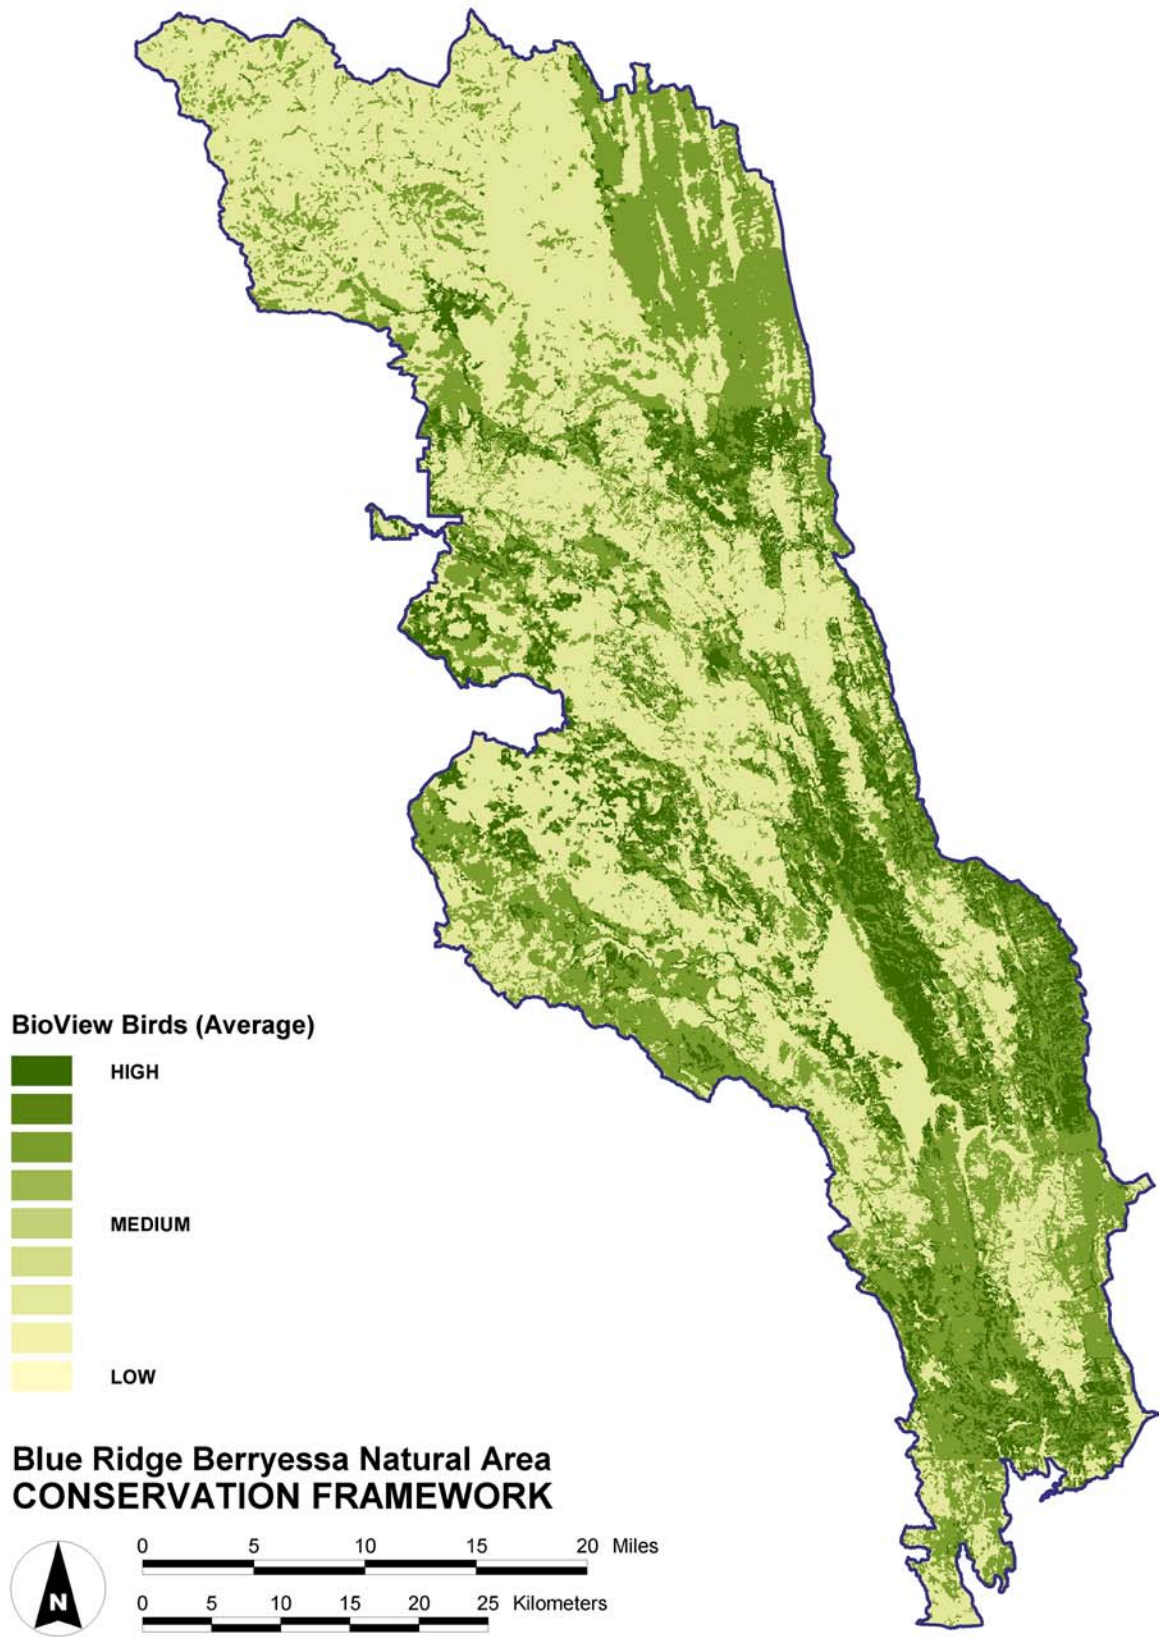 BioView Birds (Average)
HIGH
MEDIUM
LOW
Blue Ridge Berryessa Natural Area
CONSERVATION FRAMEWORK
N
0 5 10 15 20 Miles
0 5 10 15 20 25 Kilometers